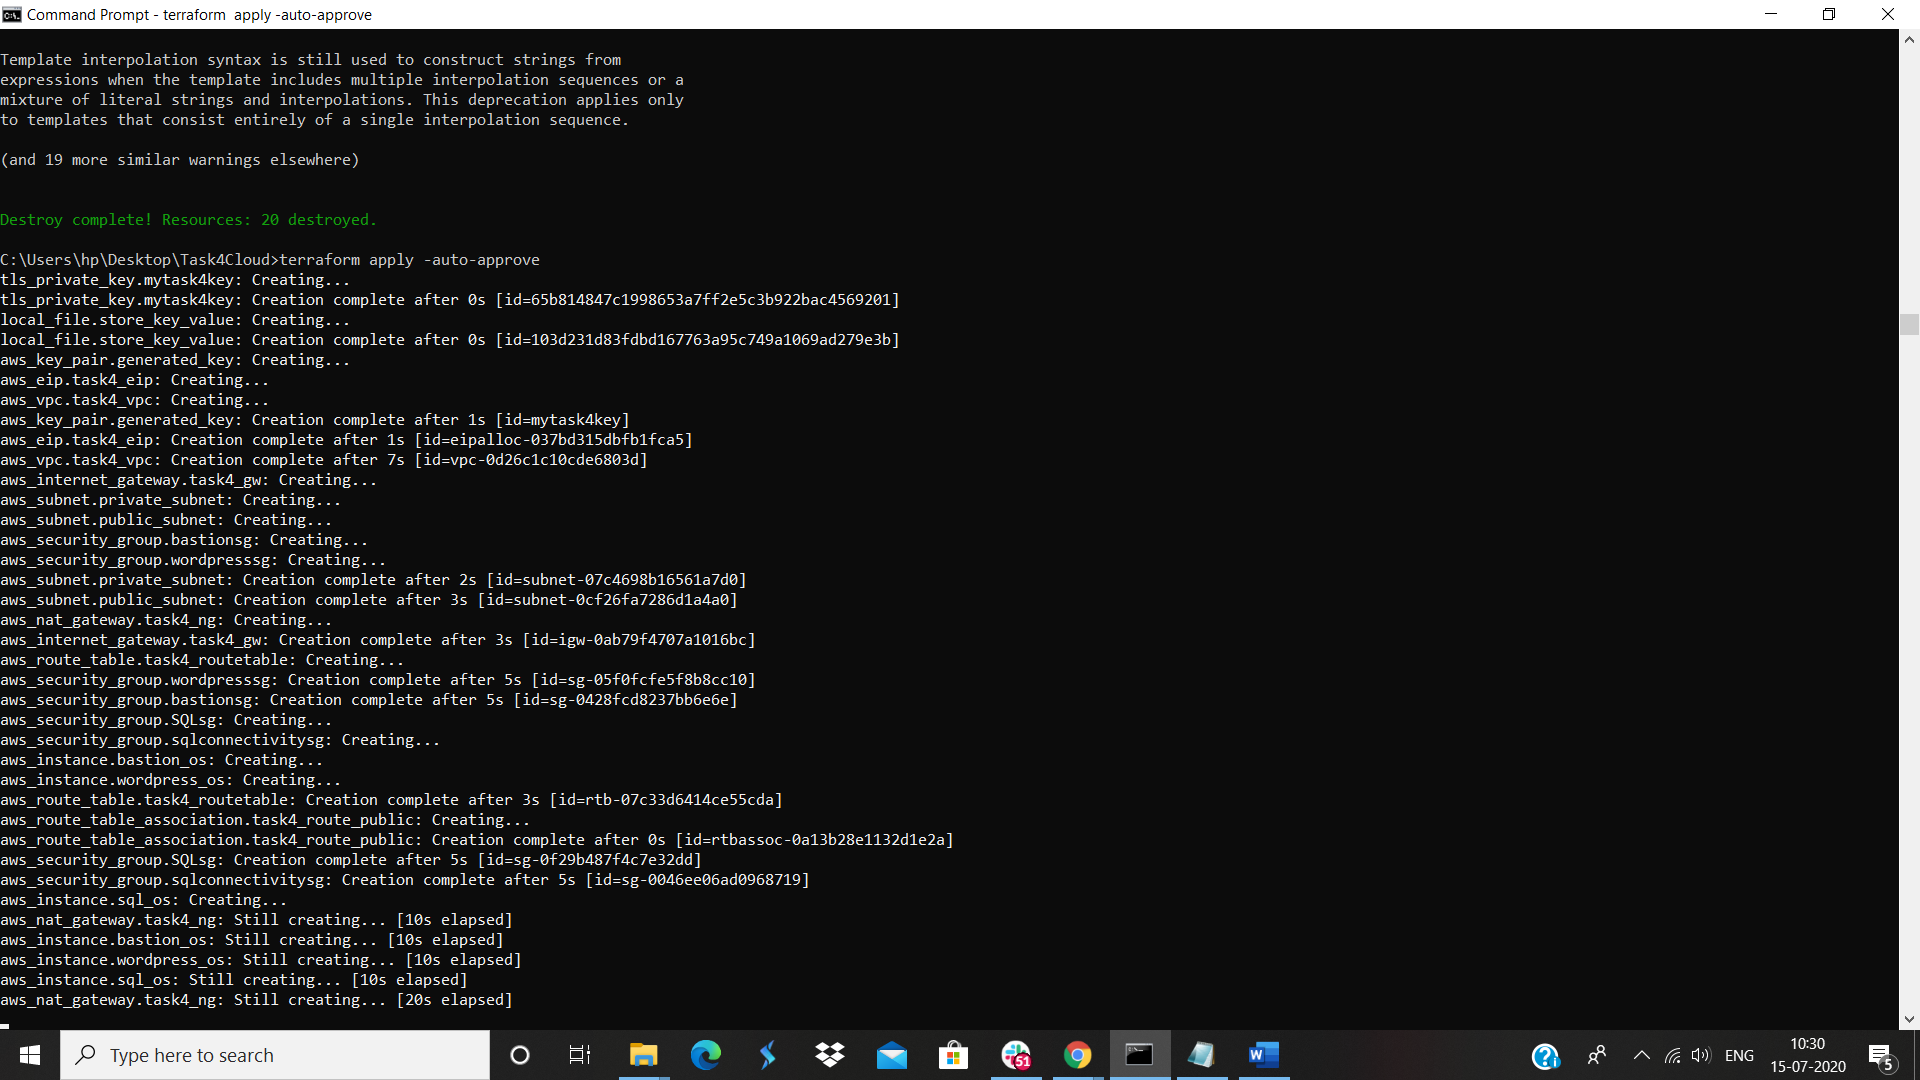 Command Prompt - terraform  apply -auto-approve
Template interpolation syntax is still used to construct strings from
expressions when the template includes multiple interpolation sequences or a
mixture of literal strings and interpolations. This deprecation applies only
to templates that consist entirely of a single interpolation sequence.
(and 19 more similar warnings elsewhere)
Destroy complete! Resources: 20 destroyed.
C:\Users\hp\Desktop\Task4Cloud>terraform apply -auto-approve
tls_private_key.mytask4key: Creating...
tls_private_key.mytask4key: Creation complete after 0s [id=65b814847c1998653a7ff2e5c3b922bac4569201]
local_file.store_key_value: Creating...
local_file.store_key_value: Creation complete after 0s [id=103d231d83fdbd167763a95c749a1069ad279e3b]
aws_key_pair.generated_key: Creating...
aws_eip.task4_eip: Creating...
aws_vpc.task4_vpc: Creating...
aws_key_pair.generated_key: Creation complete after 1s [id=mytask4key]
aws_eip.task4_eip: Creation complete after 1s [id=eipalloc-037bd315dbfb1fca5]
aws_vpc.task4_vpc: Creation complete after 7s [id=vpc-0d26c1c10cde6803d]
aws_internet_gateway.task4_gw: Creating...
aws_subnet.private_subnet: Creating...
aws_subnet.public_subnet: Creating...
aws_security_group.bastionsg: Creating...
aws_security_group.wordpresssg: Creating...
aws_subnet.private_subnet: Creation complete after 2s [id=subnet-07c4698b16561a7d0]
aws_subnet.public_subnet: Creation complete after 3s [id=subnet-0cf26fa7286d1a4a0]
aws_nat_gateway.task4_ng: Creating...
aws_internet_gateway.task4_gw: Creation complete after 3s [id=igw-0ab79f4707a1016bc]
aws_route_table.task4_routetable: Creating...
aws_security_group.wordpresssg: Creation complete after 5s [id=sg-05f0fcfe5f8b8cc10]
aws_security_group.bastionsg: Creation complete after 5s [id=sg-0428fcd8237bb6e6e]
aws_security_group.SQLsg: Creating...
aws_security_group.sqlconnectivitysg: Creating...
aws_instance.bastion_os: Creating...
aws_instance.wordpress_os: Creating...
aws_route_table.task4_routetable: Creation complete after 3s [id=rtb-07c33d6414ce55cda]
aws_route_table_association.task4_route_public: Creating...
aws_route_table_association.task4_route_public: Creation complete after 0s [id=rtbassoc-0a13b28e1132d1e2a]
aws_security_group.SQLsg: Creation complete after 5s [id=sg-0f29b487f4c7e32dd]
aws_security_group.sqlconnectivitysg: Creation complete after 5s [id=sg-0046ee06ad0968719]
aws_instance.sql_os: Creating...
aws_nat_gateway.task4_ng: Still creating... [10s elapsed]
aws_instance.bastion_os: Still creating... [10s elapsed]
aws_instance.wordpress_os: Still creating... [10s elapsed]
aws_instance.sql_os: Still creating... [10s elapsed]
aws_nat_gateway.task4_ng: Still creating... [20s elapsed]
Type here to search
51
ENG
10:30
15-07-2020
5